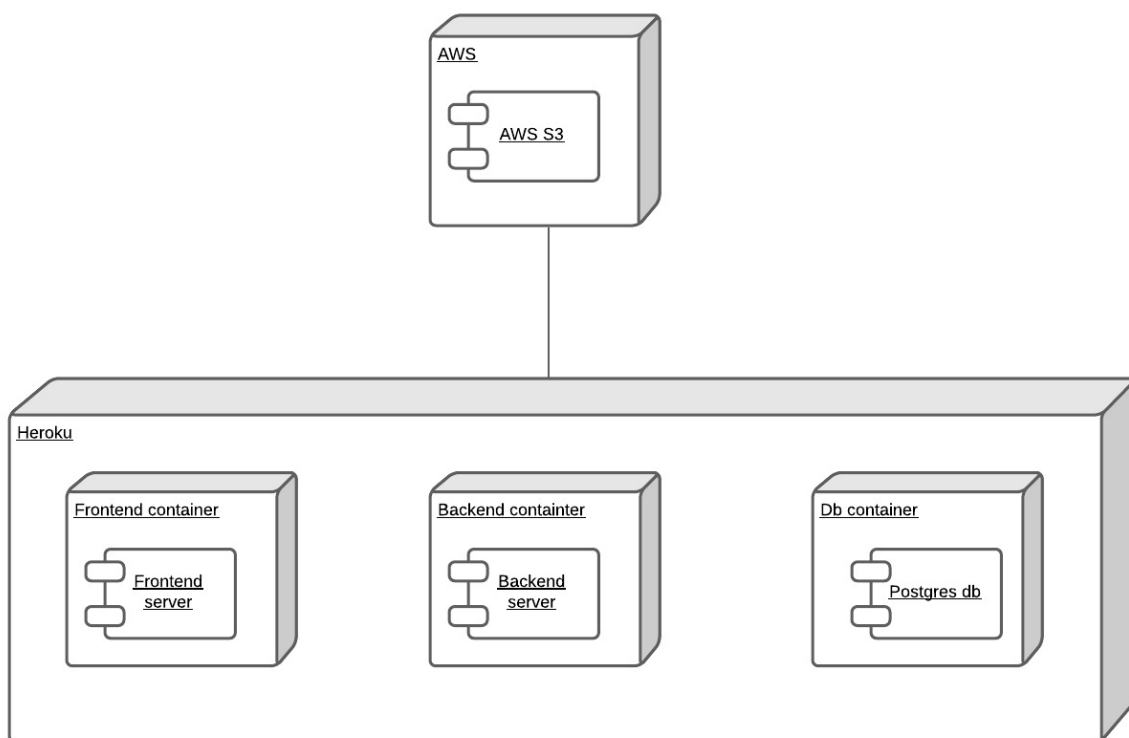 AWS
AWS S3
Heroku
Frontend container
Frontend
server
Backend containter
Backend
server
Db container
Postgres db